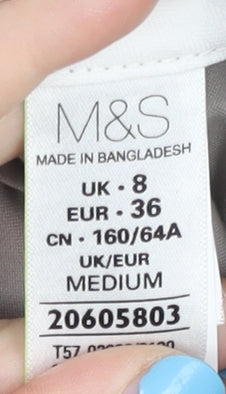 M&S
MADE IN BANGLADESH
UK • 8
EUR • 36
CN • 160/64A
UK/EUR
MEDIUM
20605803
T57